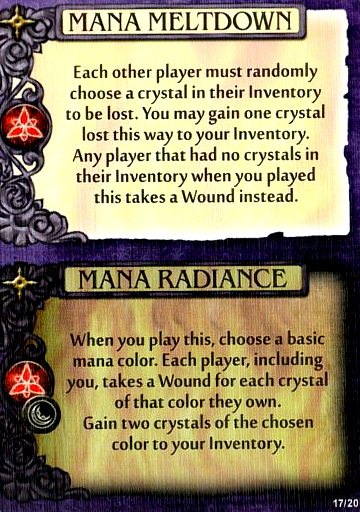 MANA MELTDOWN
Each other player must randomly
choose a crystal in their Inventory
to be lost. You may gain one crystal
lost this way to your Inventory.
Any player that had no crystals in
their Inventory when you played
this takes a Wound instead.
MANA RADIANCE
When you play this, choose a basic
mana color. Each player, including
you, takes a Wound for each crystal
of that color they own.
Gain two crystals of the chosen
color to your Inventory.
17/20